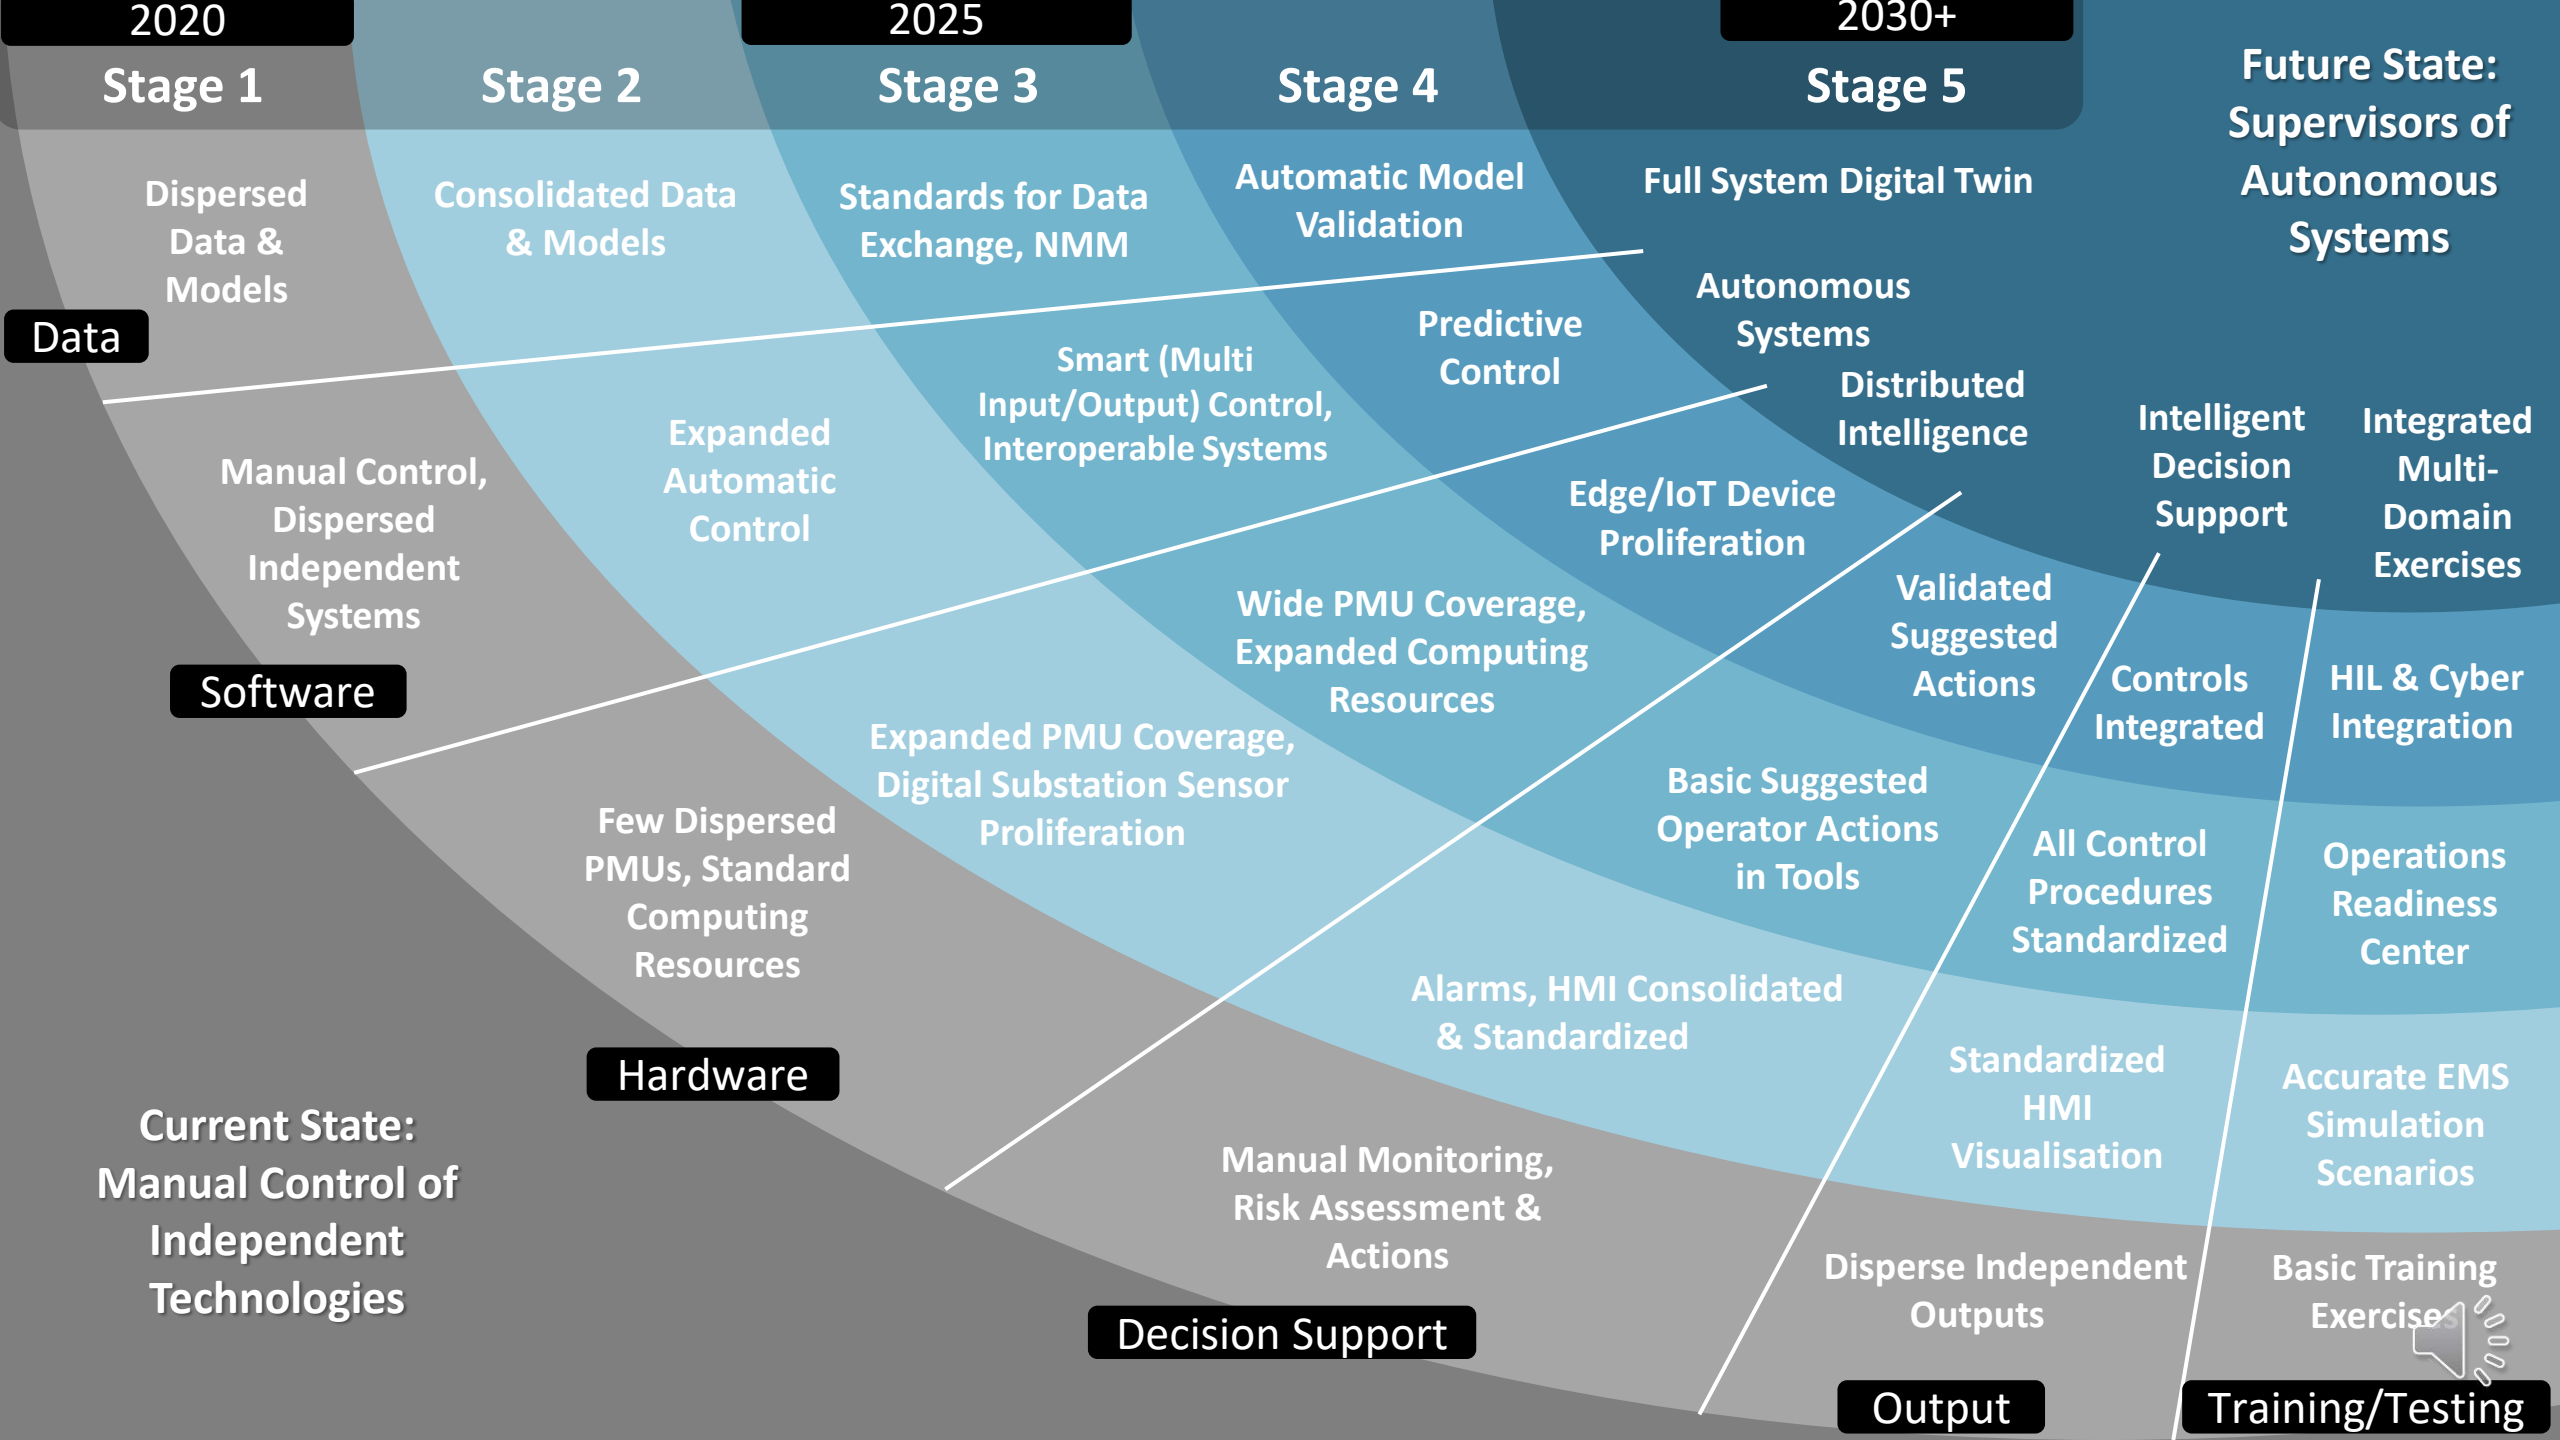 2020
2025
2030+
Stage 1
Stage 2
Stage 3
Stage 4
Stage 5
Future State:
Supervisors of
Autonomous
Systems
Dispersed
Data &
Models
Consolidated Data
& Models
Standards for Data
Exchange, NMM
Automatic Model
Validation
Full System Digital Twin
Data
Manual Control,
Dispersed
Independent
Systems
Expanded
Automatic
Control
Smart (Multi
Input/Output) Control,
Interoperable Systems
Predictive
Control
Autonomous
Systems
Software
Few Dispersed
PMUs, Standard
Computing
Resources
Expanded PMU Coverage,
Digital Substation Sensor
Proliferation
Wide PMU Coverage,
Expanded Computing
Resources
Edge/IoT Device
Proliferation
Distributed
Intelligence
Hardware
Manual Monitoring,
Risk Assessment &
Actions
Alarms, HMI Consolidated
& Standardized
Basic Suggested
Operator Actions
in Tools
Validated
Suggested
Actions
Intelligent
Decision
Support
Decision Support
Disperse Independent
Outputs
Standardized
HMI
Visualisation
All Control
Procedures
Standardized
Controls
Integrated
Output
Basic Training
Exercises
Accurate EMS
Simulation
Scenarios
Operations
Readiness
Center
HIL & Cyber
Integration
Integrated
Multi-
Domain
Exercises
Training/Testing
Current State:
Manual Control of
Independent
Technologies